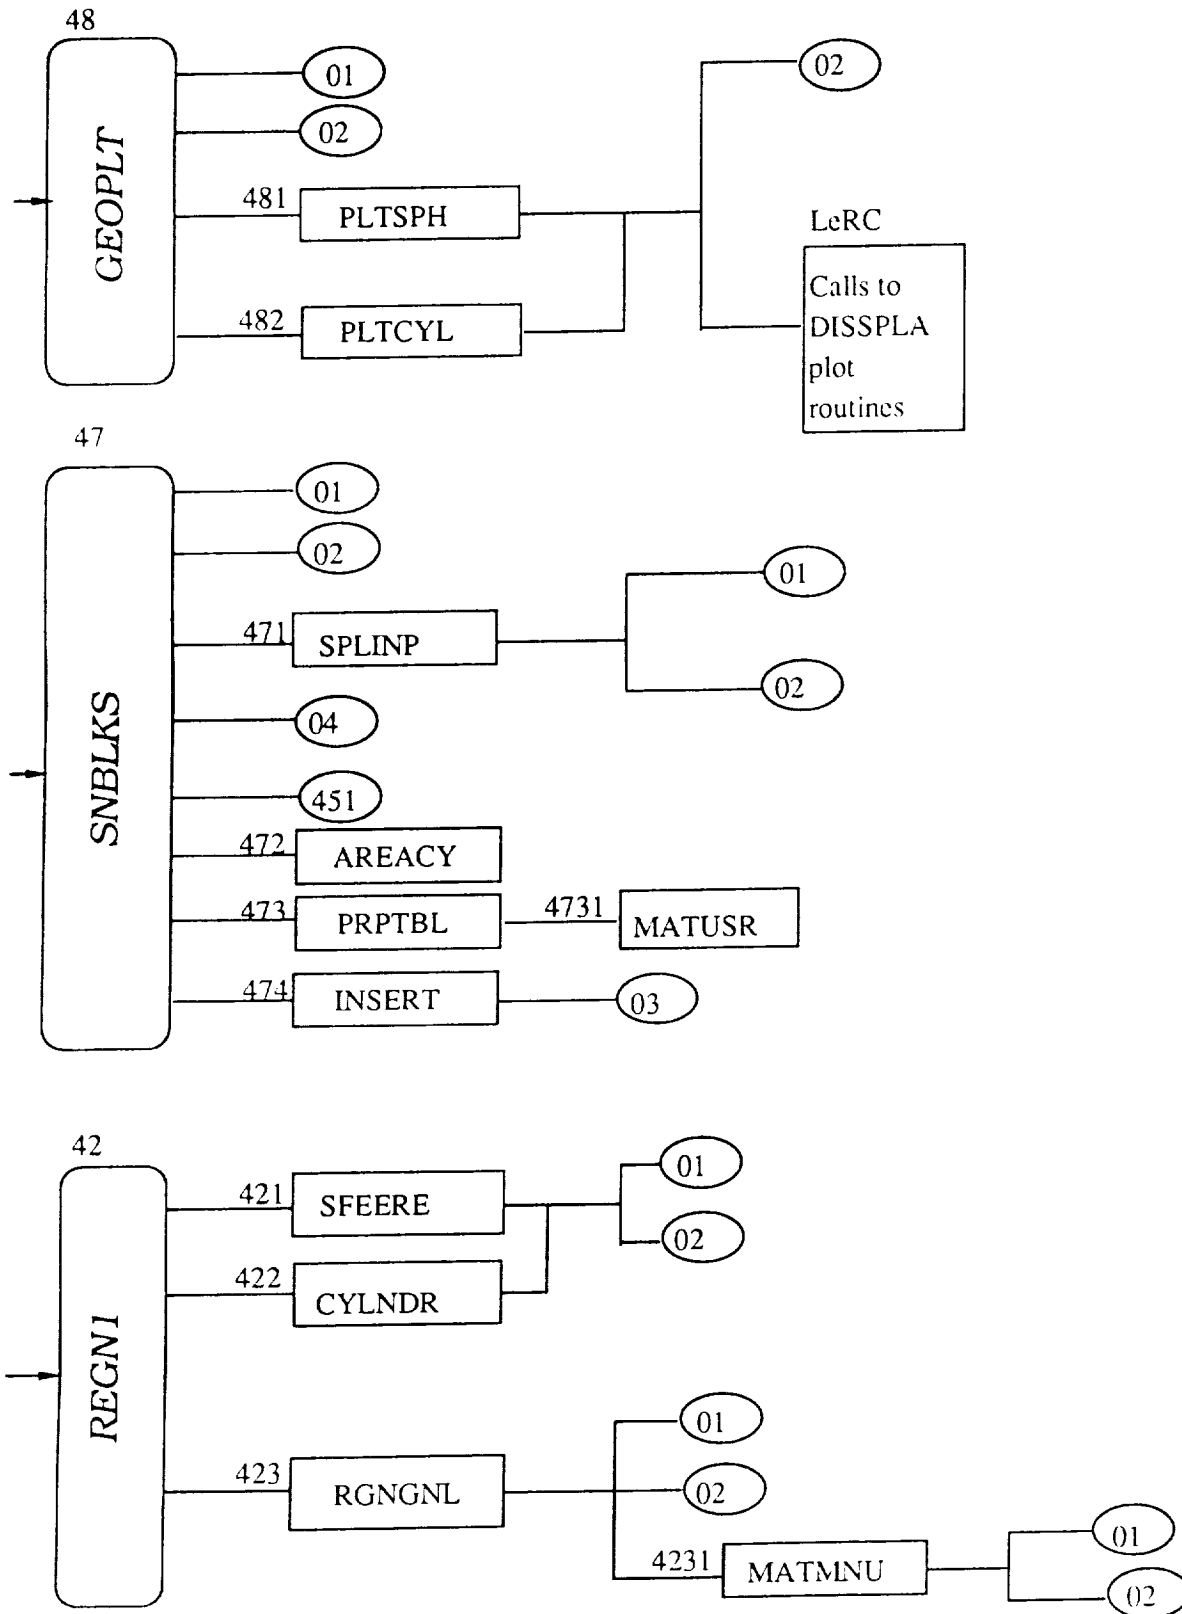 48
GEOPLT
01
02
481
PLTSPH
482
PLTCYL
02
LeRC
Calls to
DISSPLA
plot
routines
47
SNBLKS
01
02
471
SPLINP
01
02
04
451
472
AREACY
473
PRPTBL
4731
MATUSR
474
INSERT
03
42
REGN1
421
SFEERE
422
CYLNDR
01
02
423
RGNGNL
01
02
4231
MATMNU
01
02